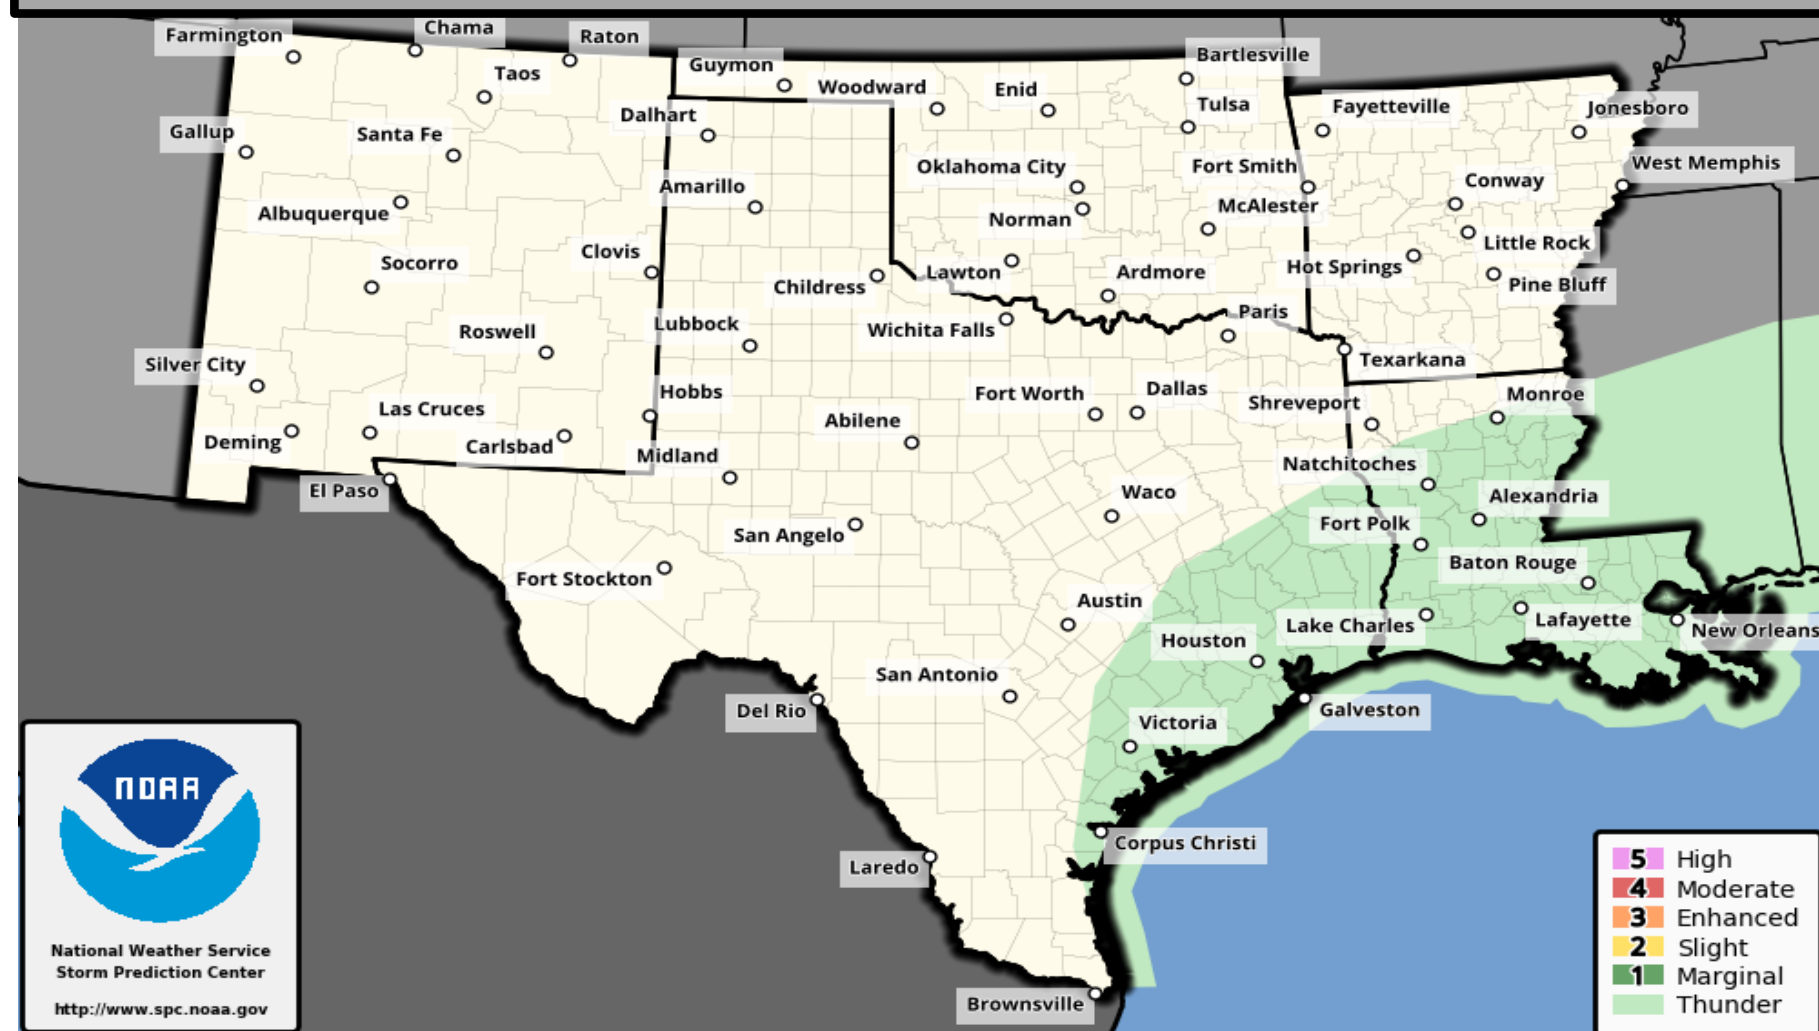 Farmington
Chama
Raton
Taos
Guymon
Woodward
Enid
Bartlesville
Tulsa
Fayetteville
Jonesboro
Gallup
Santa Fe
Dalhart
Oklahoma City
Fort Smith
Conway
West Memphis
Albuquerque
Amarillo
Norman
McAlester
Little Rock
Socorro
Clovis
Childress
Lawton
Ardmore
Hot Springs
Pine Bluff
Roswell
Lubbock
Wichita Falls
Paris
Texarkana
Silver City
Las Cruces
Hobbs
Abilene
Fort Worth
Dallas
Shreveport
Monroe
Deming
Carlsbad
Midland
Natchitoches
El Paso
San Angelo
Waco
Alexandria
Fort Polk
Fort Stockton
Austin
Baton Rouge
Houston
Lake Charles
Lafayette
New Orleans
San Antonio
Del Rio
Victoria
Galveston
Laredo
Corpus Christi
Brownsville
NOAA
National Weather Service
Storm Prediction Center
http://www.spc.noaa.gov
5 High
4 Moderate
3 Enhanced
2 Slight
1 Marginal
Thunder